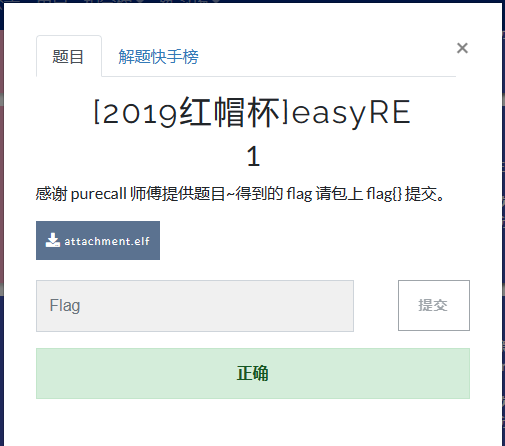 题目 解题快手榜 ×
[2019红帽杯]easyRE
1
感谢 purecall 师傅提供题目~得到的 flag 请包上 flag{} 提交。
attachment.elf
Flag 提交
正确